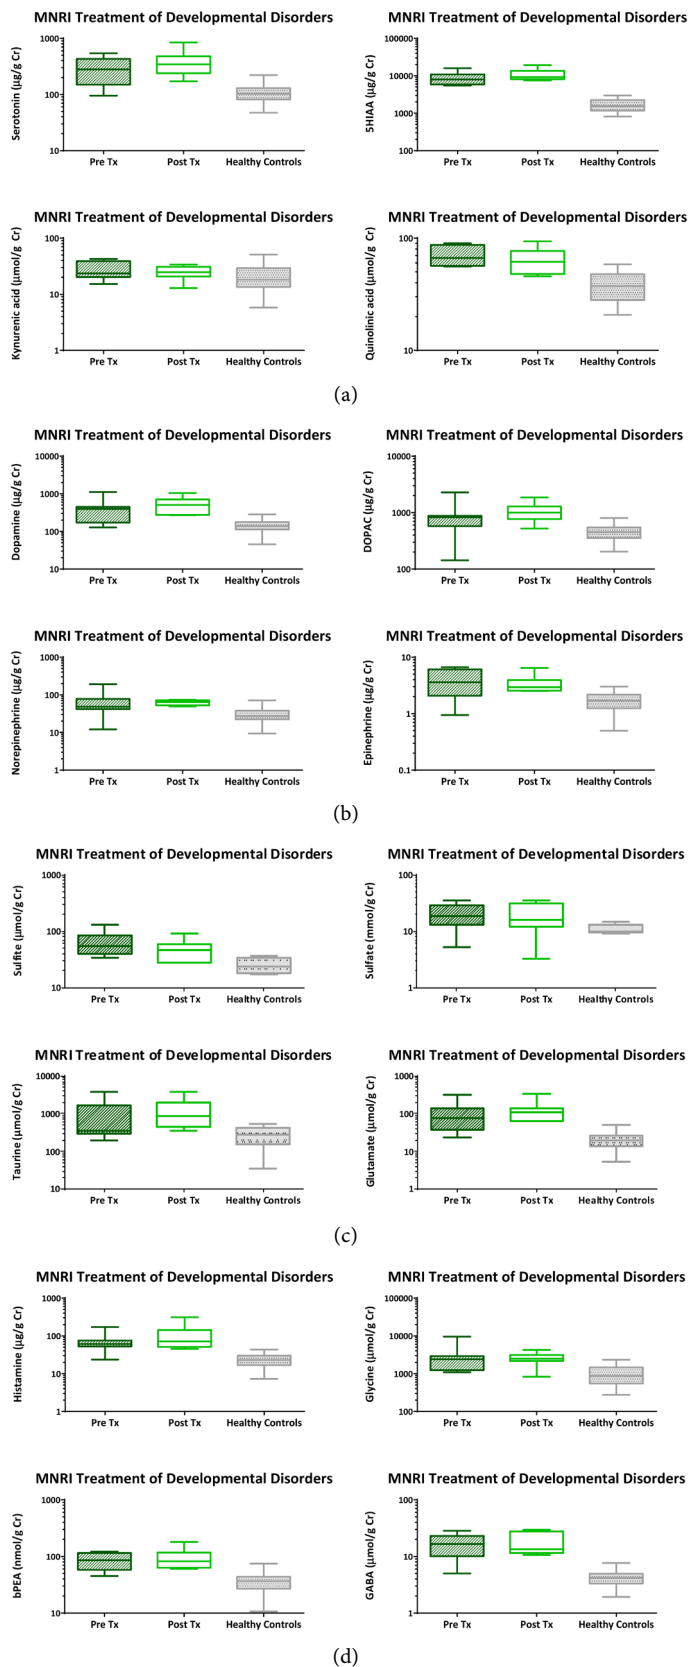 MNRI Treatment of Developmental Disorders
Serotonin (µg/g Cr)
1000
100
10
Pre Tx Post Tx Healthy Controls
MNRI Treatment of Developmental Disorders
5HIAA (µg/g Cr)
100000
10000
1000
100
Pre Tx Post Tx Healthy Controls
MNRI Treatment of Developmental Disorders
Kynurenic acid (µmol/g Cr)
100
10
1
Pre Tx Post Tx Healthy Controls
MNRI Treatment of Developmental Disorders
Quinolinic acid (µmol/g Cr)
100
10
Pre Tx Post Tx Healthy Controls
(a)
MNRI Treatment of Developmental Disorders
Dopamine (µg/g Cr)
10000
1000
100
10
Pre Tx Post Tx Healthy Controls
MNRI Treatment of Developmental Disorders
DOPAC (µg/g Cr)
10000
1000
100
Pre Tx Post Tx Healthy Controls
MNRI Treatment of Developmental Disorders
Norepinephrine (µg/g Cr)
1000
100
10
1
Pre Tx Post Tx Healthy Controls
MNRI Treatment of Developmental Disorders
Epinephrine (µg/g Cr)
10
1
0.1
Pre Tx Post Tx Healthy Controls
(b)
MNRI Treatment of Developmental Disorders
Sulfite (µmol/g Cr)
1000
100
10
Pre Tx Post Tx Healthy Controls
MNRI Treatment of Developmental Disorders
Sulfate (mmol/g Cr)
100
10
1
Pre Tx Post Tx Healthy Controls
MNRI Treatment of Developmental Disorders
Taurine (µmol/g Cr)
10000
1000
100
10
Pre Tx Post Tx Healthy Controls
MNRI Treatment of Developmental Disorders
Glutamate (µmol/g Cr)
1000
100
10
1
Pre Tx Post Tx Healthy Controls
(c)
MNRI Treatment of Developmental Disorders
Histamine (µg/g Cr)
1000
100
10
1
Pre Tx Post Tx Healthy Controls
MNRI Treatment of Developmental Disorders
Glycine (µmol/g Cr)
100000
10000
1000
100
Pre Tx Post Tx Healthy Controls
MNRI Treatment of Developmental Disorders
bPEA (nmol/g Cr)
1000
100
10
Pre Tx Post Tx Healthy Controls
MNRI Treatment of Developmental Disorders
GABA (µmol/g Cr)
100
10
1
Pre Tx Post Tx Healthy Controls
(d)